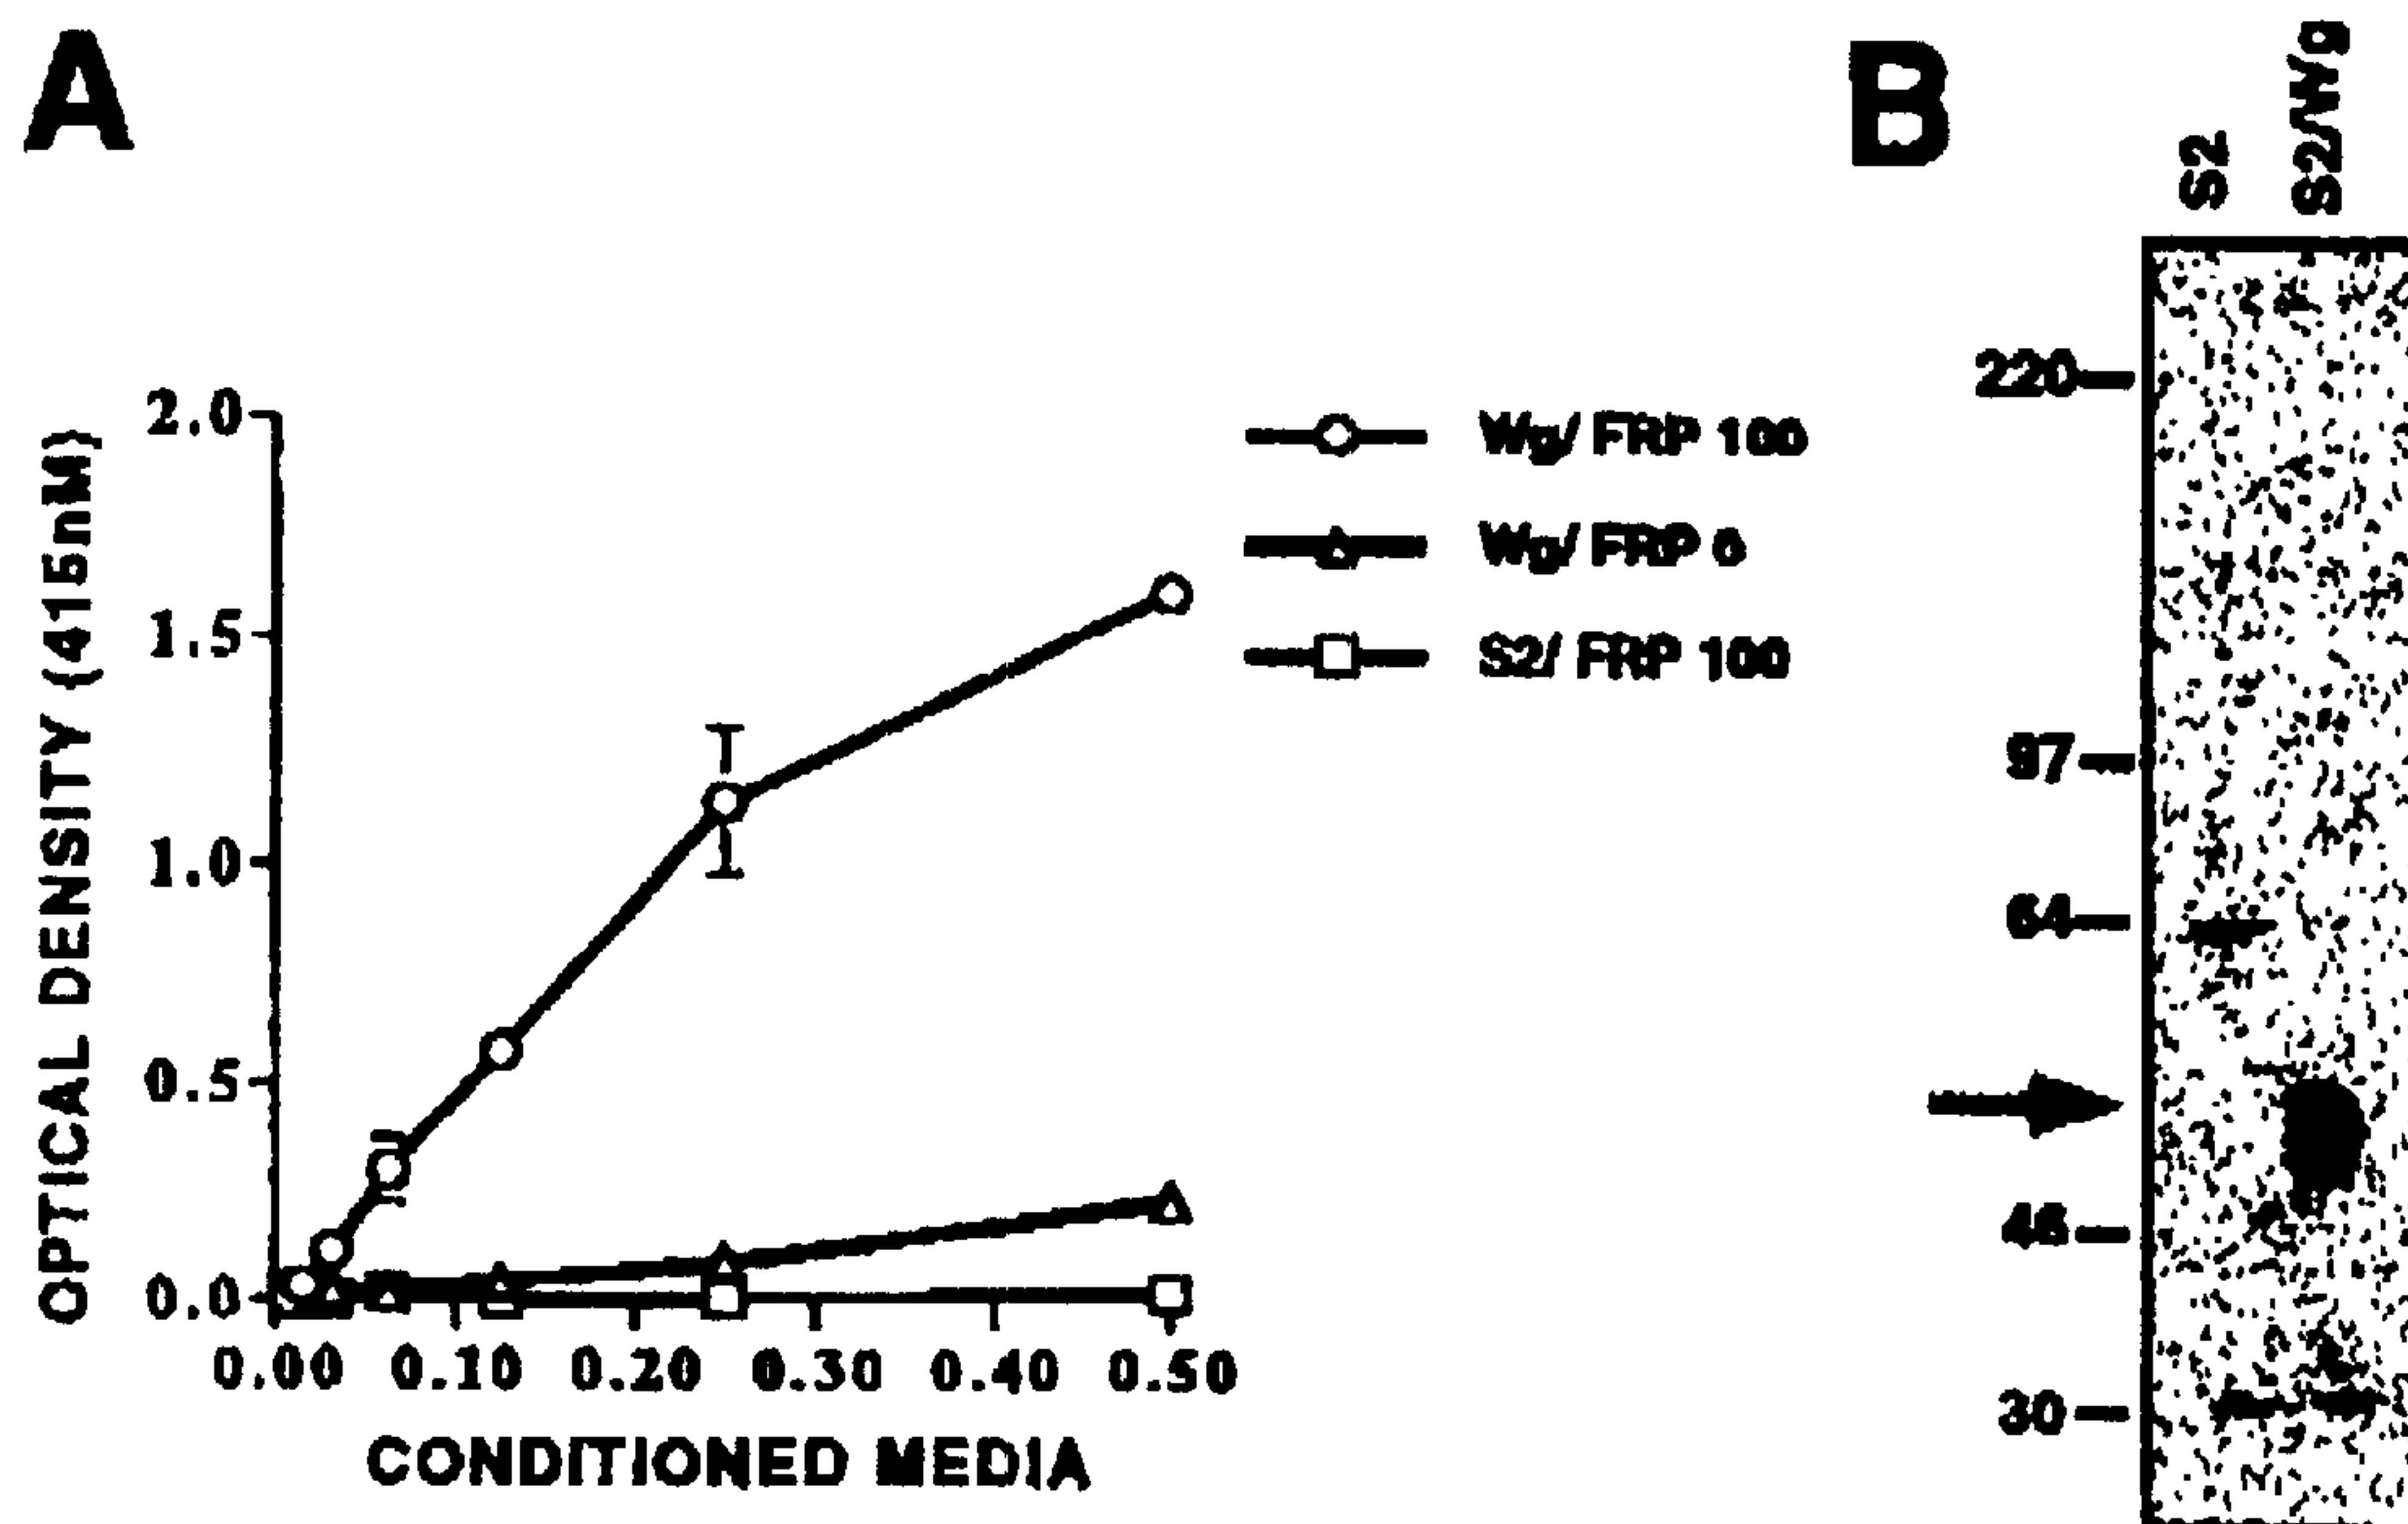 A
OPTICAL DENSITY (415nM)
2.0
1.5
1.0
0.5
0.0
0.00 0.10 0.20 0.30 0.40 0.50
CONDITIONED MEDIA
Wg/ FRP 100
Wg/ FRP 0
S2/ FRP 100
B
S2
S2/Wg
220
97
64
30